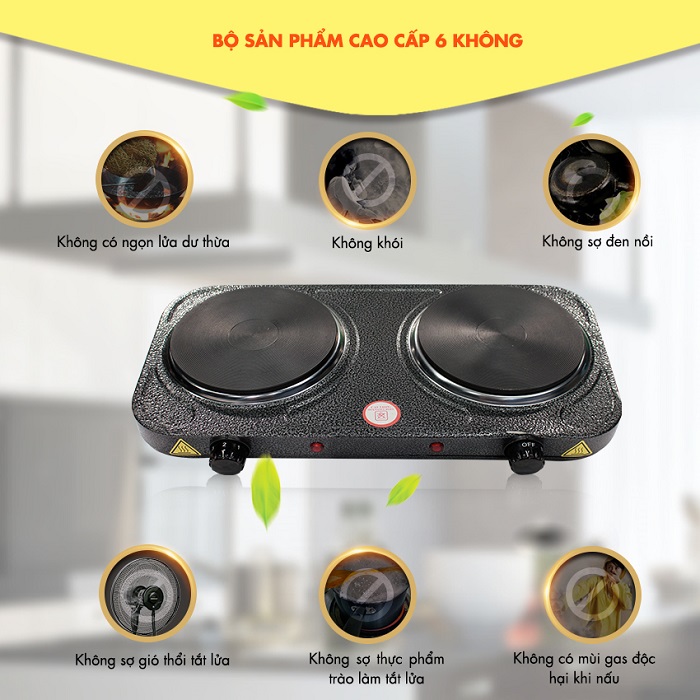 BỘ SẢN PHẨM CAO CẤP 6 KHÔNG
Không có ngọn lửa dư thừa
Không khói
Không sợ đen nồi
2
OFF
Không sợ gió thổi tắt lửa
Không sợ thực phẩm
trào làm tắt lửa
Không có mùi gas độc
hại khi nấu